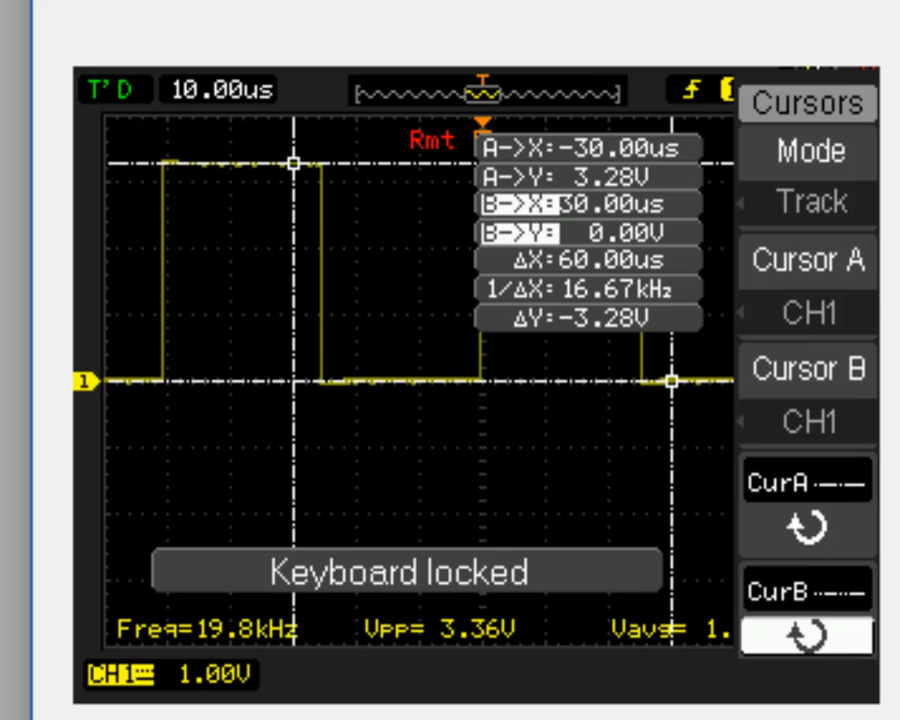 T'D 10.00us T
Cursors
Rmt
A->X:-30.00us
A->Y: 3.28V
B->X:30.00us
B->Y: 0.00V
ΔX:60.00us
1/ΔX:16.67kHz
ΔY:-3.28V
Mode
Track
Cursor A
CH1
Cursor B
CH1
1
CurA
CurB
Keyboard locked
Freq=19.8kHz Vpp= 3.36V Vavg= 1.
CH1 1.00V